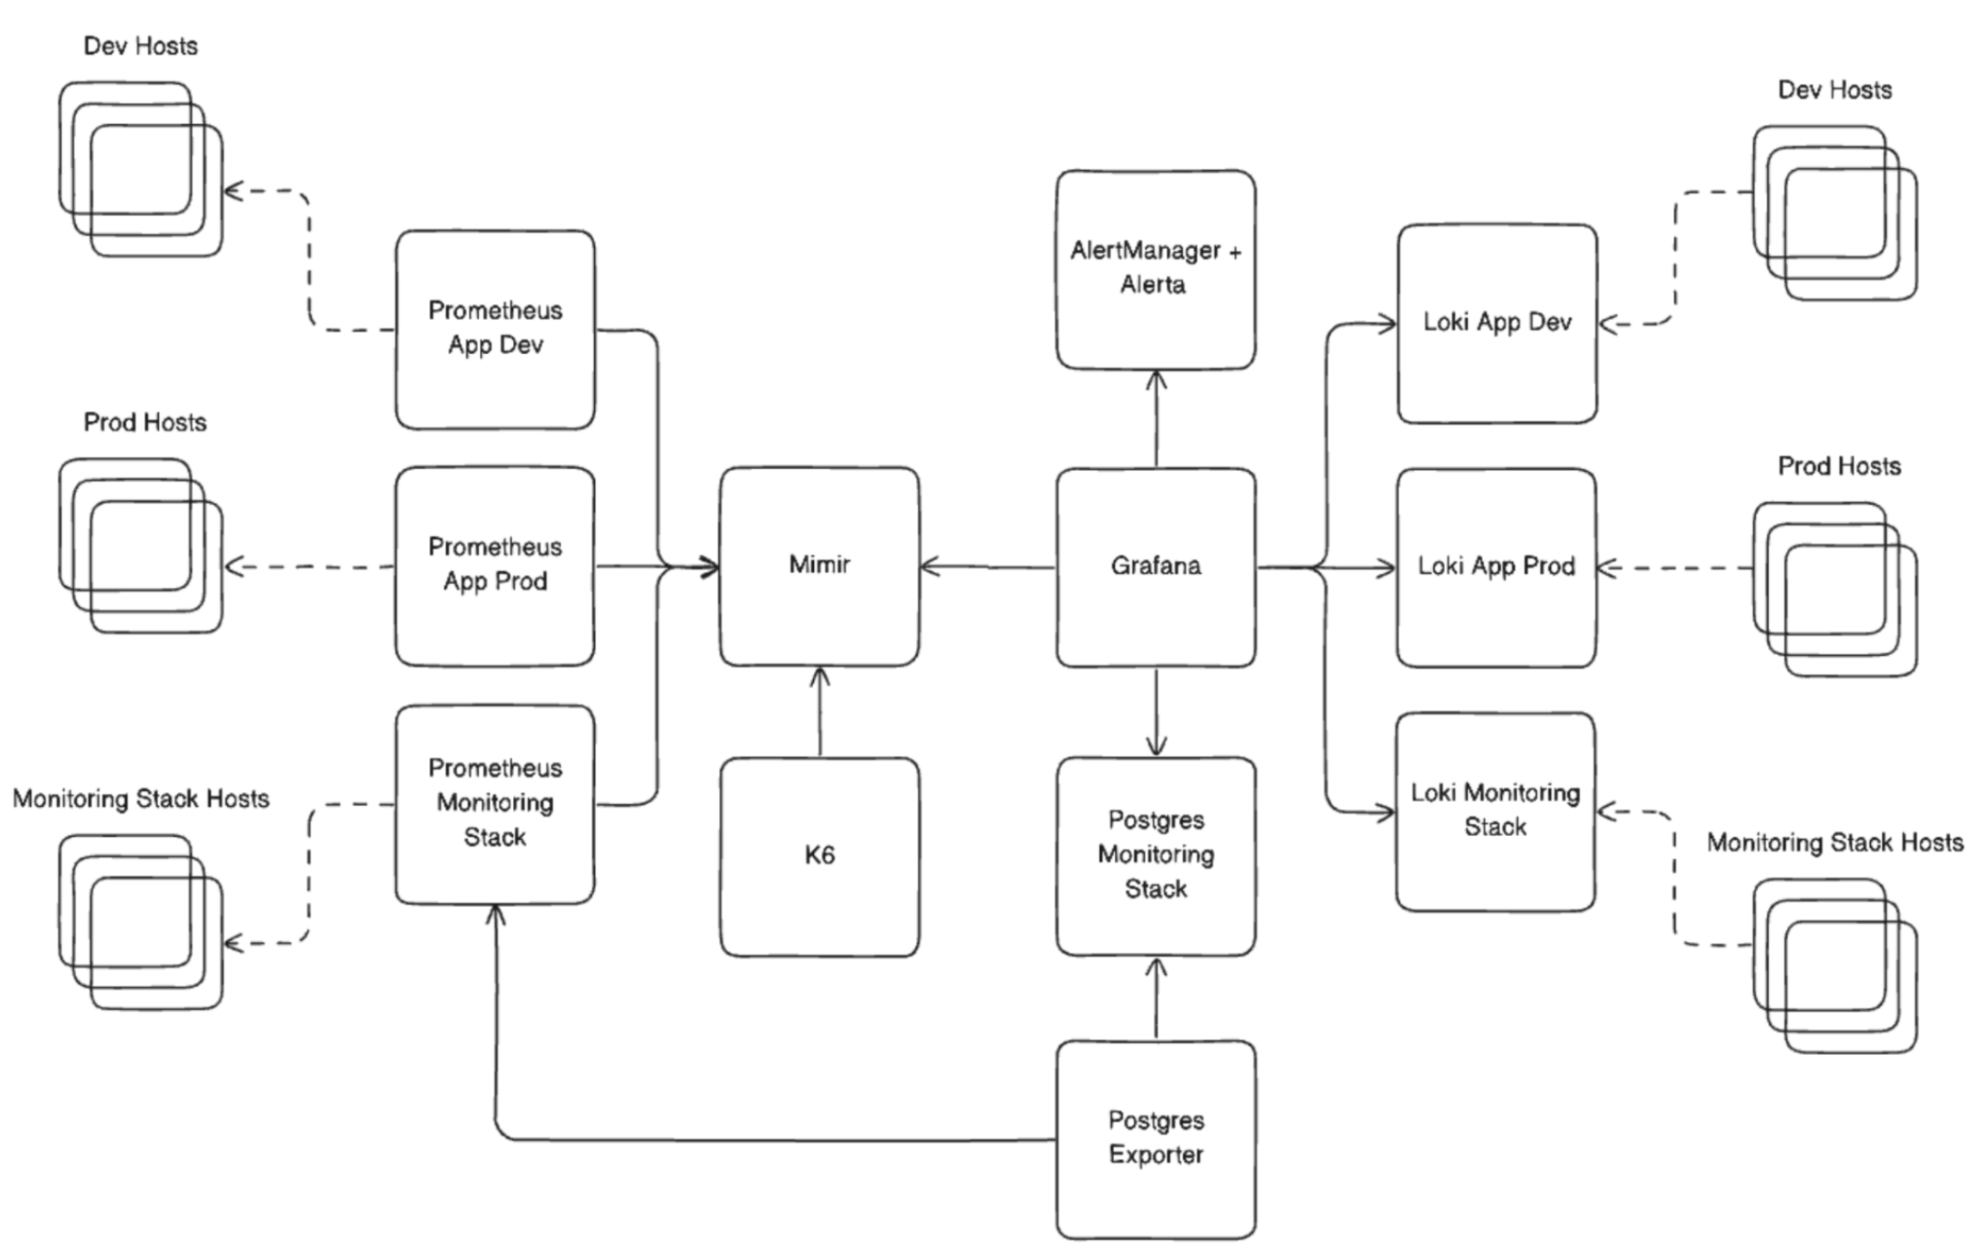 Dev Hosts
Dev Hosts
AlertManager +
Alerta
Prometheus
App Dev
Loki App Dev
Prod Hosts
Prod Hosts
Prometheus
App Prod
Mimir
Grafana
Loki App Prod
Monitoring Stack Hosts
Prometheus
Monitoring
Stack
K6
Postgres
Monitoring
Stack
Loki Monitoring
Stack
Monitoring Stack Hosts
Postgres
Exporter